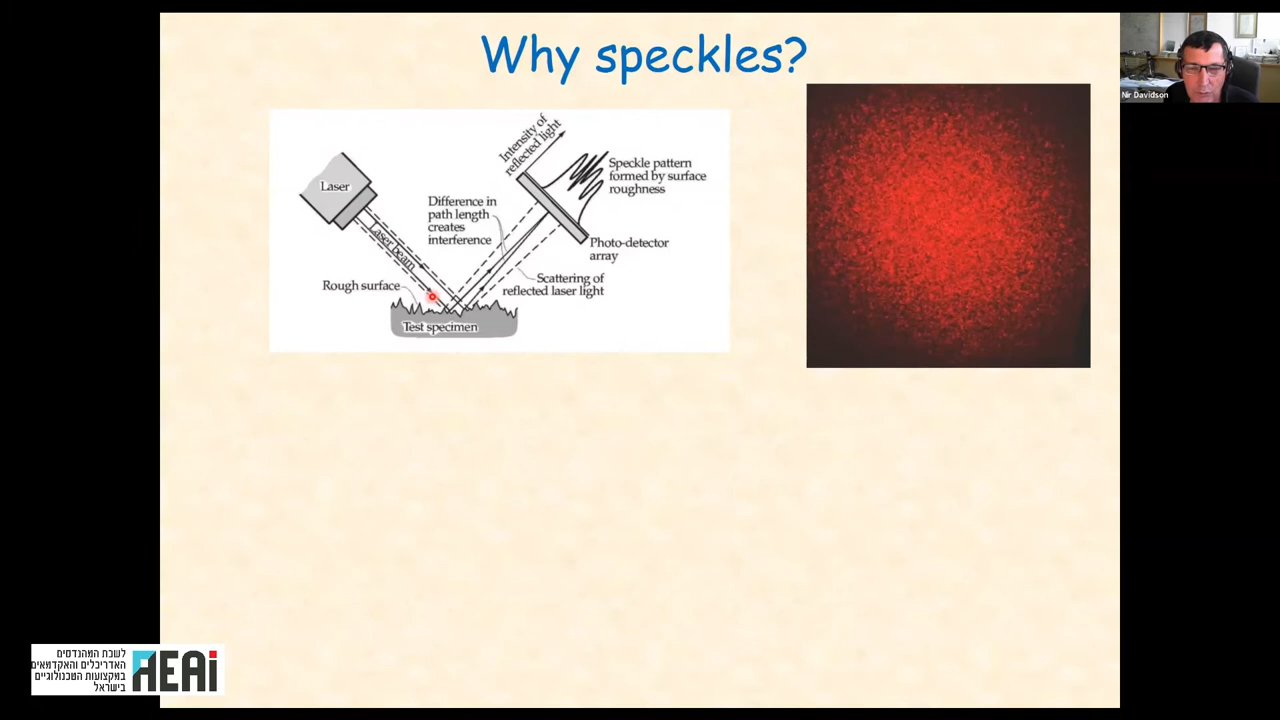 Why speckles?
Nir Davidson
Laser
Laser beam
Rough surface
Test specimen
Difference in
path length
creates
interference
Intensity of
reflected light
Speckle pattern
formed by surface
roughness
Photo-detector
array
Scattering of
reflected laser light
לשכת המהנדסים
האדריכלים והאקדמאים
במקצועות הטכנולוגיים
בישראל
AEAi